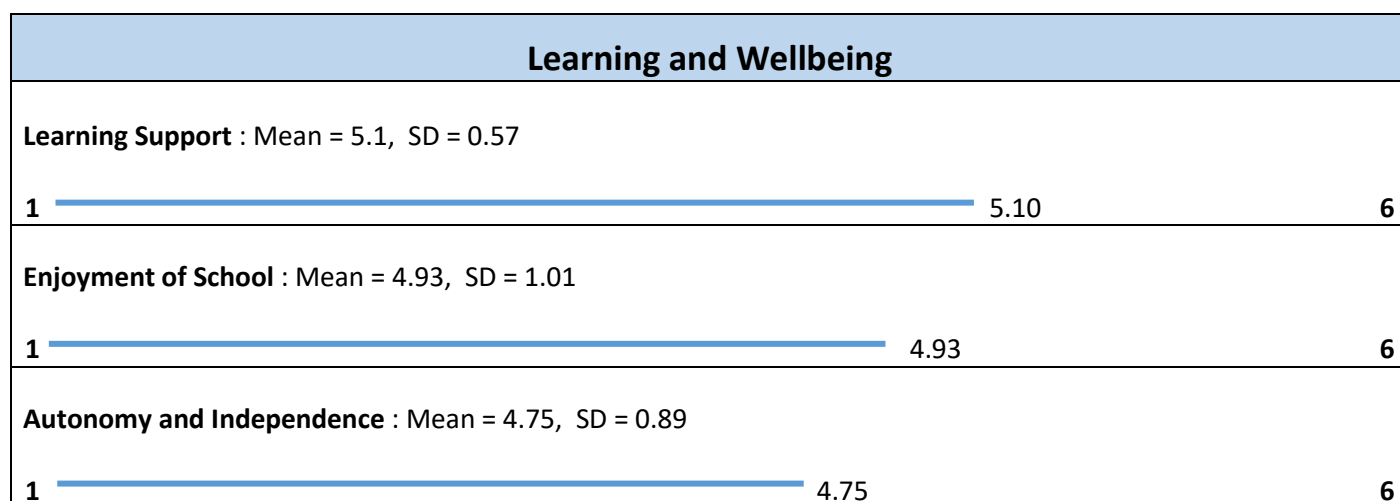 Learning and Wellbeing
Learning Support : Mean = 5.1, SD = 0.57
1 5.10 6
Enjoyment of School : Mean = 4.93, SD = 1.01
1 4.93 6
Autonomy and Independence : Mean = 4.75, SD = 0.89
1 4.75 6